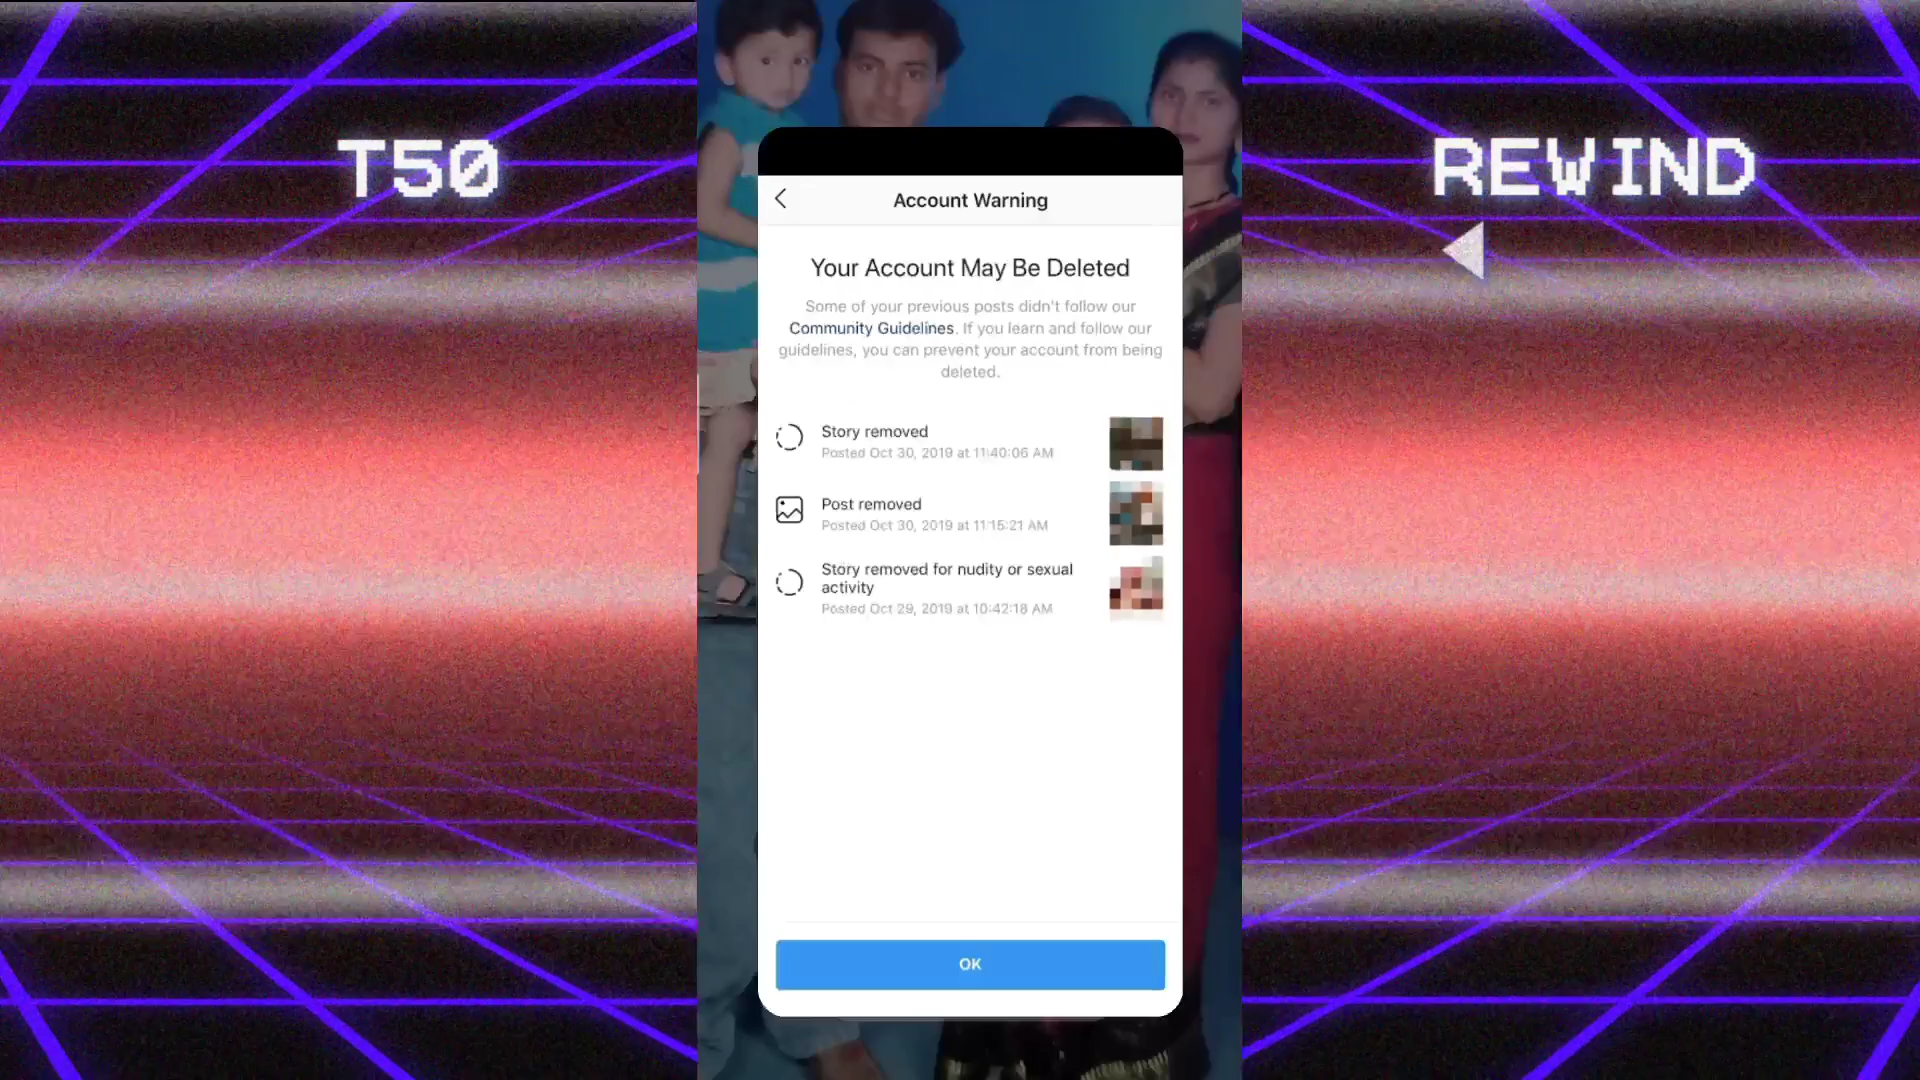 T50
REWIND
Account Warning
Your Account May Be Deleted
Some of your previous posts didn't follow our
Community Guidelines. If you learn and follow our
guidelines, you can prevent your account from being
deleted.
Story removed
Posted Oct 30, 2019 at 11:40:06 AM
Post removed
Posted Oct 30, 2019 at 11:15:21 AM
Story removed for nudity or sexual
activity
Posted Oct 29, 2019 at 10:42:18 AM
OK